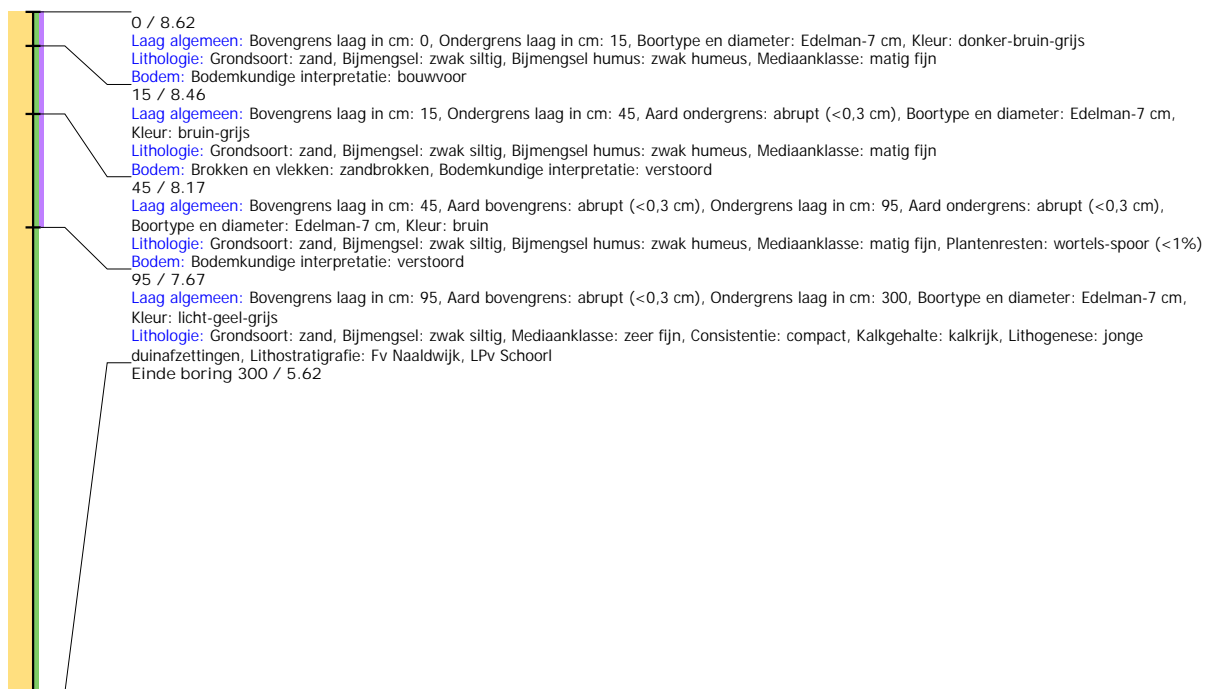 0 / 8.62
Laag algemeen: Bovengrens laag in cm: 0, Ondergrens laag in cm: 15, Boortype en diameter: Edelman-7 cm, Kleur: donker-bruin-grijs
Lithologie: Grondsoort: zand, Bijmengsel: zwak siltig, Bijmengsel humus: zwak humeus, Mediaanklasse: matig fijn
Bodem: Bodemkundige interpretatie: bouwvoor
15 / 8.46
Laag algemeen: Bovengrens laag in cm: 15, Ondergrens laag in cm: 45, Aard ondergrens: abrupt (<0,3 cm), Boortype en diameter: Edelman-7 cm,
Kleur: bruin-grijs
Lithologie: Grondsoort: zand, Bijmengsel: zwak siltig, Bijmengsel humus: zwak humeus, Mediaanklasse: matig fijn
Bodem: Brokken en vlekken: zandbrokken, Bodemkundige interpretatie: verstoord
45 / 8.17
Laag algemeen: Bovengrens laag in cm: 45, Aard bovengrens: abrupt (<0,3 cm), Ondergrens laag in cm: 95, Aard ondergrens: abrupt (<0,3 cm),
Boortype en diameter: Edelman-7 cm, Kleur: bruin
Lithologie: Grondsoort: zand, Bijmengsel: zwak siltig, Bijmengsel humus: zwak humeus, Mediaanklasse: matig fijn, Plantenresten: wortels-spoor (<1%)
Bodem: Bodemkundige interpretatie: verstoord
95 / 7.67
Laag algemeen: Bovengrens laag in cm: 95, Aard bovengrens: abrupt (<0,3 cm), Ondergrens laag in cm: 300, Boortype en diameter: Edelman-7 cm,
Kleur: licht-geel-grijs
Lithologie: Grondsoort: zand, Bijmengsel: zwak siltig, Mediaanklasse: zeer fijn, Consistentie: compact, Kalkgehalte: kalkrijk, Lithogenese: jonge
duinafzettingen, Lithostratigrafie: Fv Naaldwijk, LPv Schoorl
Einde boring 300 / 5.62